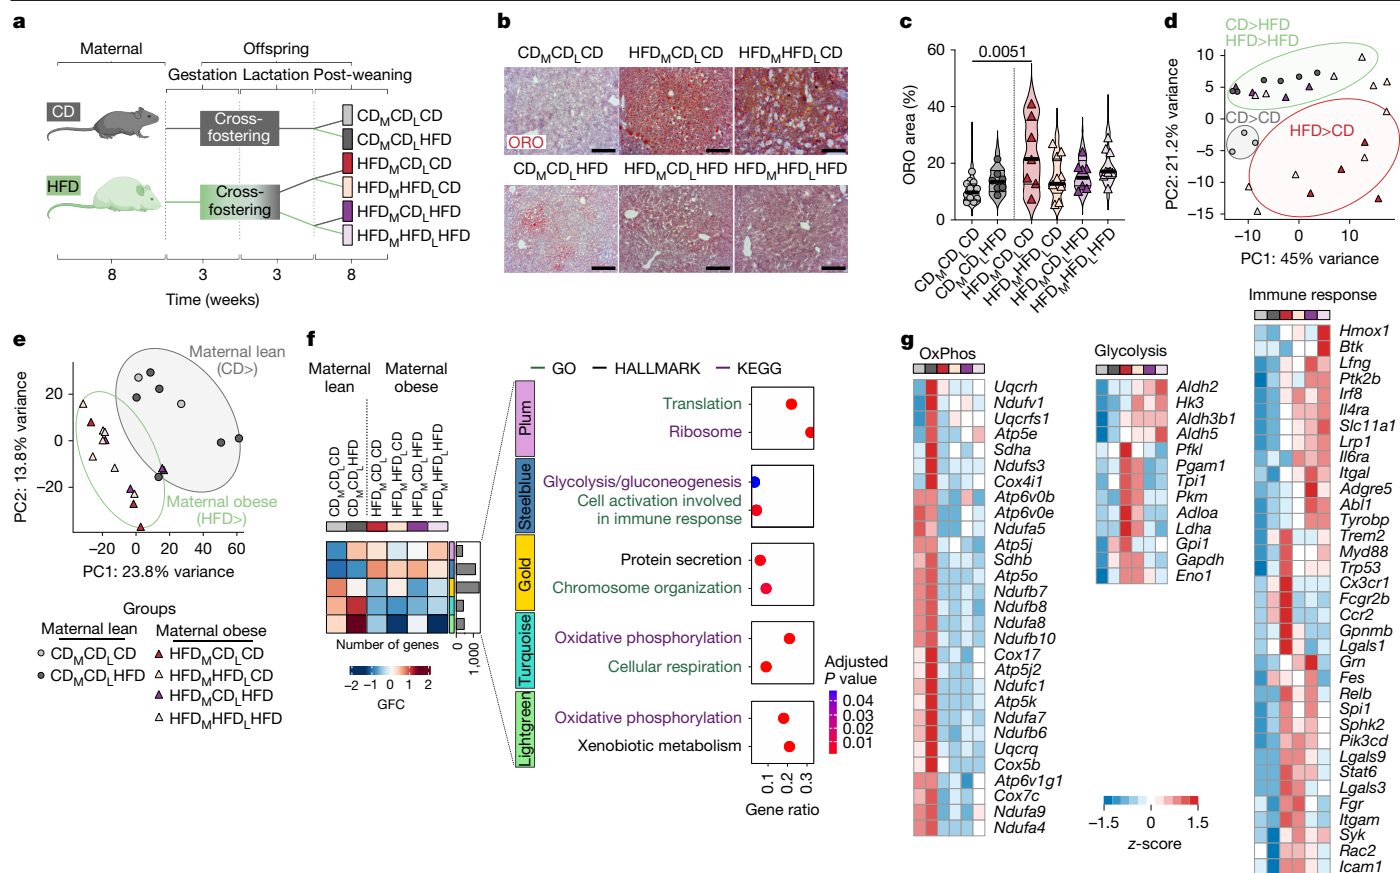 a
Maternal
Offspring
Gestation Lactation Post-weaning
CD
Cross-
fostering
HFD
Cross-
fostering
CDMCDLCD
CDMCDLHFD
HFDMCDLCD
HFDMHFDLCD
HFDMCDLHFD
HFDMHFDLHFD
8 3 3 8
Time (weeks)
b
CDMCDLCD HFDMCDLCD HFDMHFDLCD
ORO
CDMCDLHFD HFDMCDLHFD HFDMHFDLHFD
c
0.0051
ORO area (%)
60
40
20
0
CDMCDLCD
CDMCDLHFD
HFDMCDLCD
HFDMHFDLCD
HFDMCDLHFD
HFDMHFDLHFD
d
CD>HFD
HFD>HFD
CD>CD
HFD>CD
PC2: 21.2% variance
10
5
0
−5
−10
−15
−10 0 10
PC1: 45% variance
e
Maternal lean
(CD>)
Maternal obese
(HFD>)
PC2: 13.8% variance
20
0
−20
−20 0 20 40 60
PC1: 23.8% variance
Groups
Maternal lean
CDMCDLCD
CDMCDLHFD
Maternal obese
HFDMCDLCD
HFDMHFDLCD
HFDMCDLHFD
HFDMHFDLHFD
f
Maternal
lean
Maternal
obese
CDMCDLCD
CDMCDLHFD
HFDMCDLCD
HFDMHFDLCD
HFDMCDLHFD
HFDMHFDLHFD
Number of genes
0
1,000
−2 −1 0 1 2
GFC
GO HALLMARK KEGG
Plum
Translation
Ribosome
Steelblue
Glycolysis/gluconeogenesis
Cell activation involved
in immune response
Gold
Protein secretion
Chromosome organization
Turquoise
Oxidative phosphorylation
Cellular respiration
Lightgreen
Oxidative phosphorylation
Xenobiotic metabolism
0.1
0.2
0.3
Gene ratio
Adjusted
P value
0.04
0.03
0.02
0.01
g
OxPhos
Uqcrh
Ndufv1
Uqcrfs1
Atp5e
Sdha
Ndufs3
Cox4i1
Atp6v0b
Atp6v0e
Ndufa5
Atp5j
Sdhb
Atp5o
Ndufb7
Ndufb8
Ndufa8
Ndufb10
Cox17
Atp5j2
Ndufc1
Atp5k
Ndufa7
Ndufb6
Uqcrq
Cox5b
Atp6v1g1
Cox7c
Ndufa9
Ndufa4
Glycolysis
Aldh2
Hk3
Aldh3b1
Aldh5
Pfkl
Pgam1
Tpi1
Pkm
Adloa
Ldha
Gpi1
Gapdh
Eno1
−1.5 0 1.5
z-score
Immune response
Hmox1
Btk
Lfng
Ptk2b
Irf8
Il4ra
Slc11a1
Lrp1
Il6ra
Itgal
Adgre5
Abl1
Tyrobp
Trem2
Myd88
Trp53
Cx3cr1
Fcgr2b
Ccr2
Gpnmb
Lgals1
Grn
Fes
Relb
Spi1
Sphk2
Pik3cd
Lgals9
Stat6
Lgals3
Fgr
Itgam
Syk
Rac2
Icam1